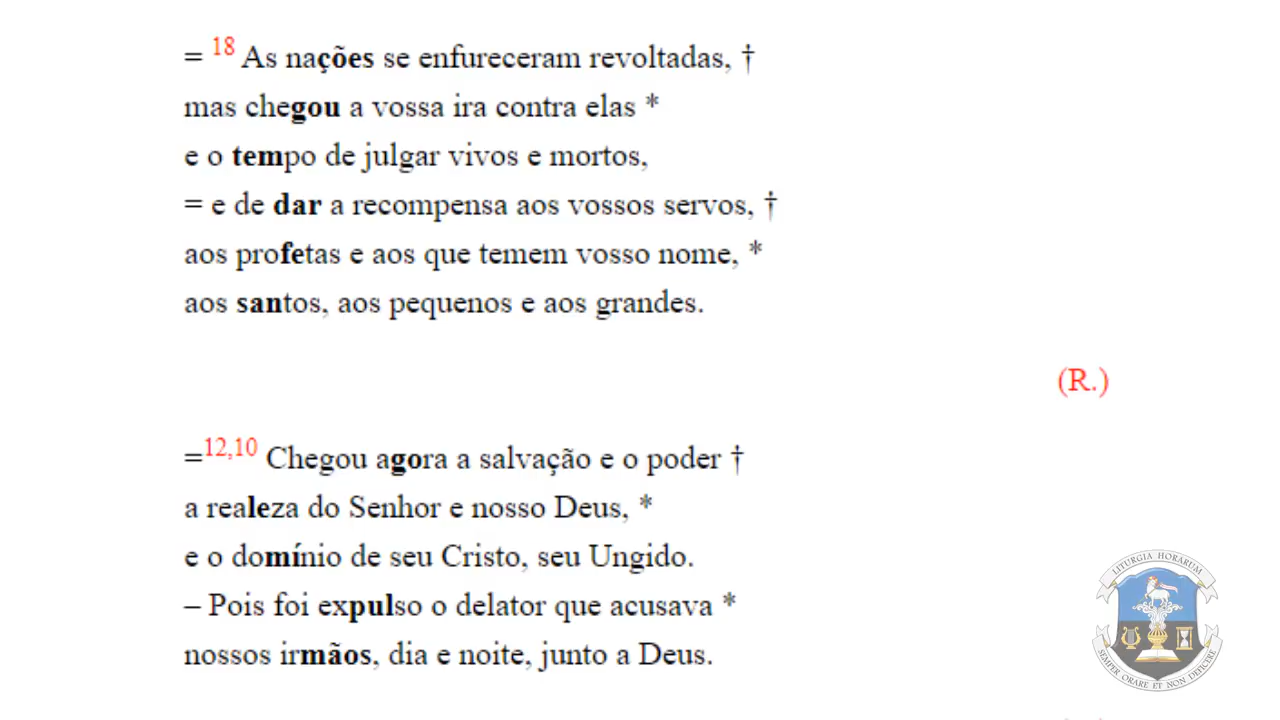 = 18 As nações se enfureceram revoltadas, †
mas chegou a vossa ira contra elas *
e o tempo de julgar vivos e mortos,
= e de dar a recompensa aos vossos servos, †
aos profetas e aos que temem vosso nome, *
aos santos, aos pequenos e aos grandes.
(R.)
=12,10 Chegou agora a salvação e o poder †
a realeza do Senhor e nosso Deus, *
e o domínio de seu Cristo, seu Ungido.
– Pois foi expulso o delator que acusava *
nossos irmãos, dia e noite, junto a Deus.
LITURGIA HORARUM
SEMPER ORARE ET NON DEFICERE